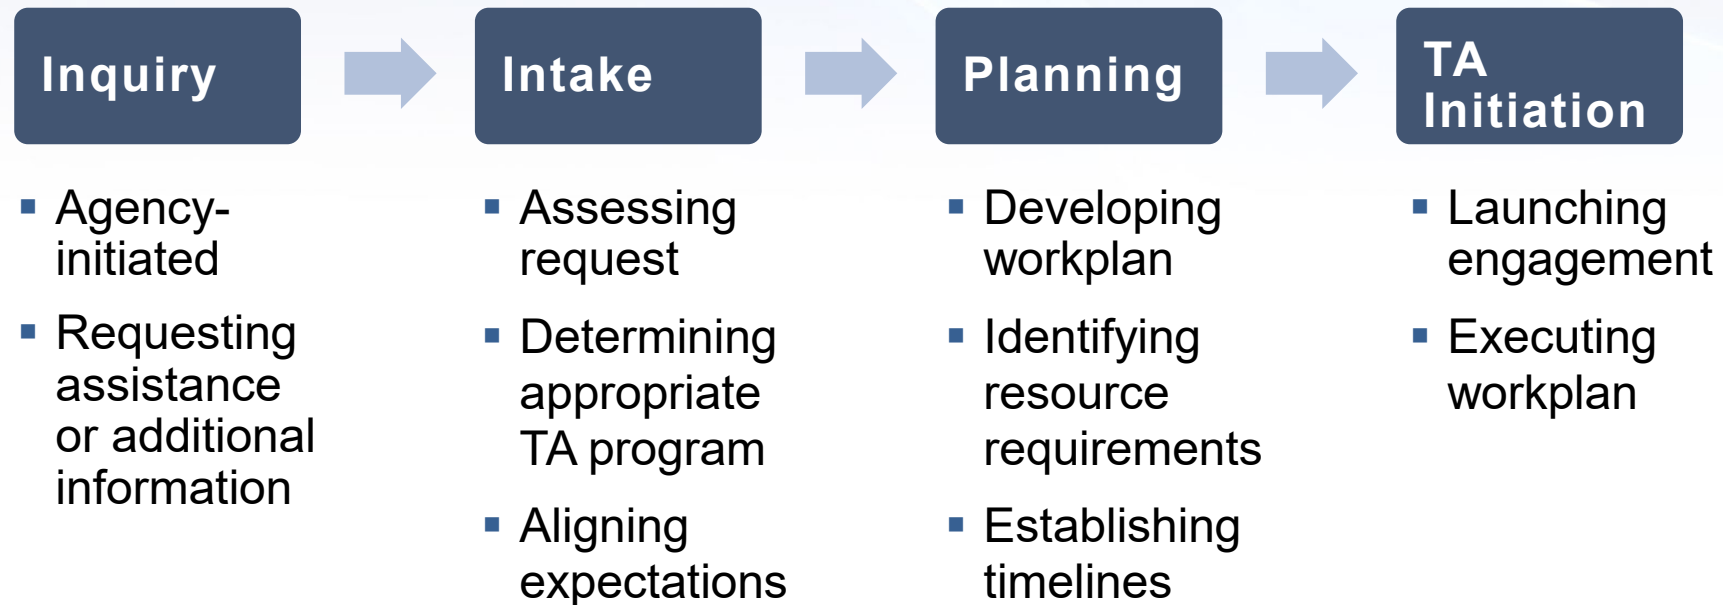 Inquiry
▪ Agency-
initiated
▪ Requesting
assistance
or additional
information
Intake
▪ Assessing
request
▪ Determining
appropriate
TA program
▪ Aligning
expectations
Planning
▪ Developing
workplan
▪ Identifying
resource
requirements
▪ Establishing
timelines
TA
Initiation
▪ Launching
engagement
▪ Executing
workplan